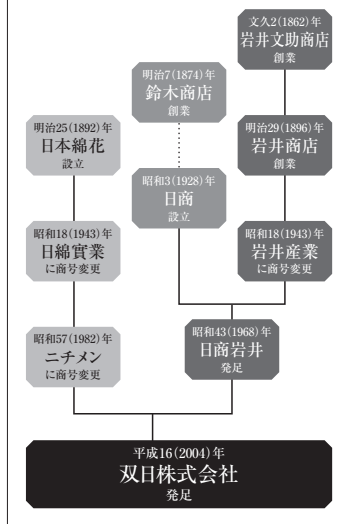 文久2(1862)年
岩井文助商店
創業
明治7(1874)年
鈴木商店
創業
明治25(1892)年
日本綿花
設立
明治29(1896)年
岩井商店
創業
昭和3(1928)年
日商
設立
昭和18(1943)年
日綿實業
に商号変更
昭和18(1943)年
岩井産業
に商号変更
昭和57(1982)年
ニチメン
に商号変更
昭和43(1968)年
日商岩井
発足
平成16(2004)年
双日株式会社
発足